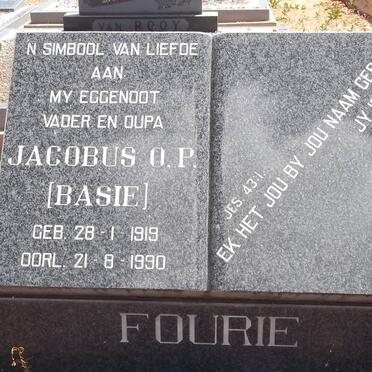 VAN ROOY
'N SIMBOOL VAN LIEFDE
AAN
MY EGGENOOT
VADER EN OUPA
JACOBUS O.P.
[BASIE]
GEB. 28-1-1919
OORL. 21-8-1990
JES. 43:1.
EK HET JOU BY JOU NAAM
JY
FOURIE